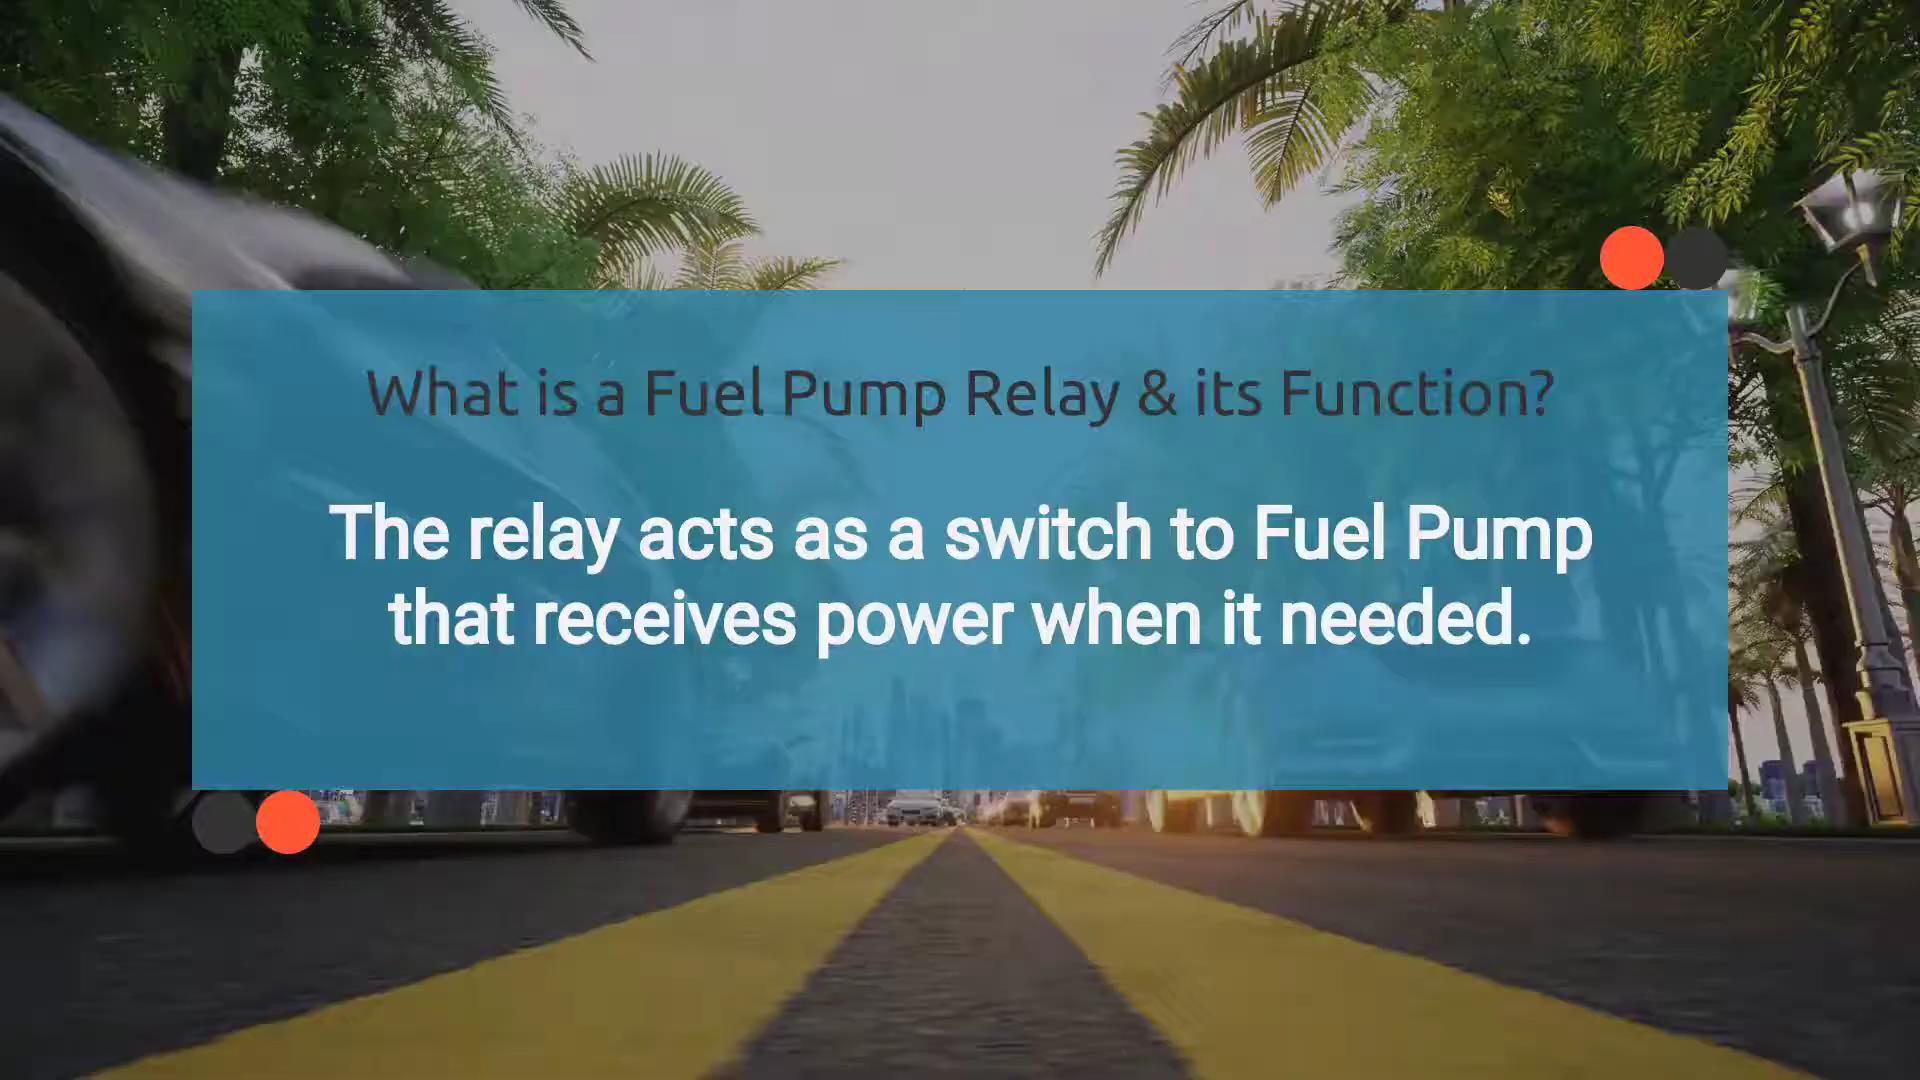 What is a Fuel Pump Relay & its Function?
The relay acts as a switch to Fuel Pump
that receives power when it needed.